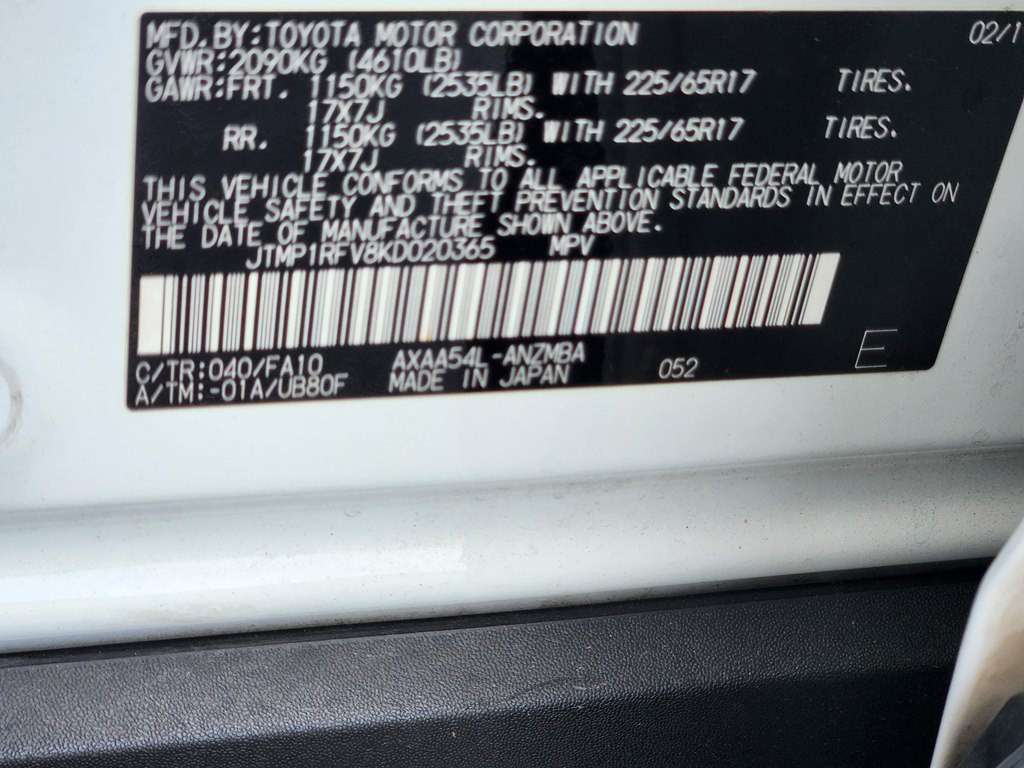 MFD. BY: TOYOTA MOTOR CORPORATION 02/1
GVWR: 2090KG (4610LB)
GAWR: FRT. 1150KG (2535LB) WITH 225/65R17 TIRES.
17X7J RIMS.
RR. 1150KG (2535LB) WITH 225/65R17 TIRES.
17X7J RIMS.
THIS VEHICLE CONFORMS TO ALL APPLICABLE FEDERAL MOTOR
VEHICLE SAFETY AND THEFT PREVENTION STANDARDS IN EFFECT ON
THE DATE OF MANUFACTURE SHOWN ABOVE.
JTMP1RFV8KD020365 MPV
C/TR: 040/FA10 AXAA54L-ANZMBA
A/TM: -01A/UB80F MADE IN JAPAN 052 E